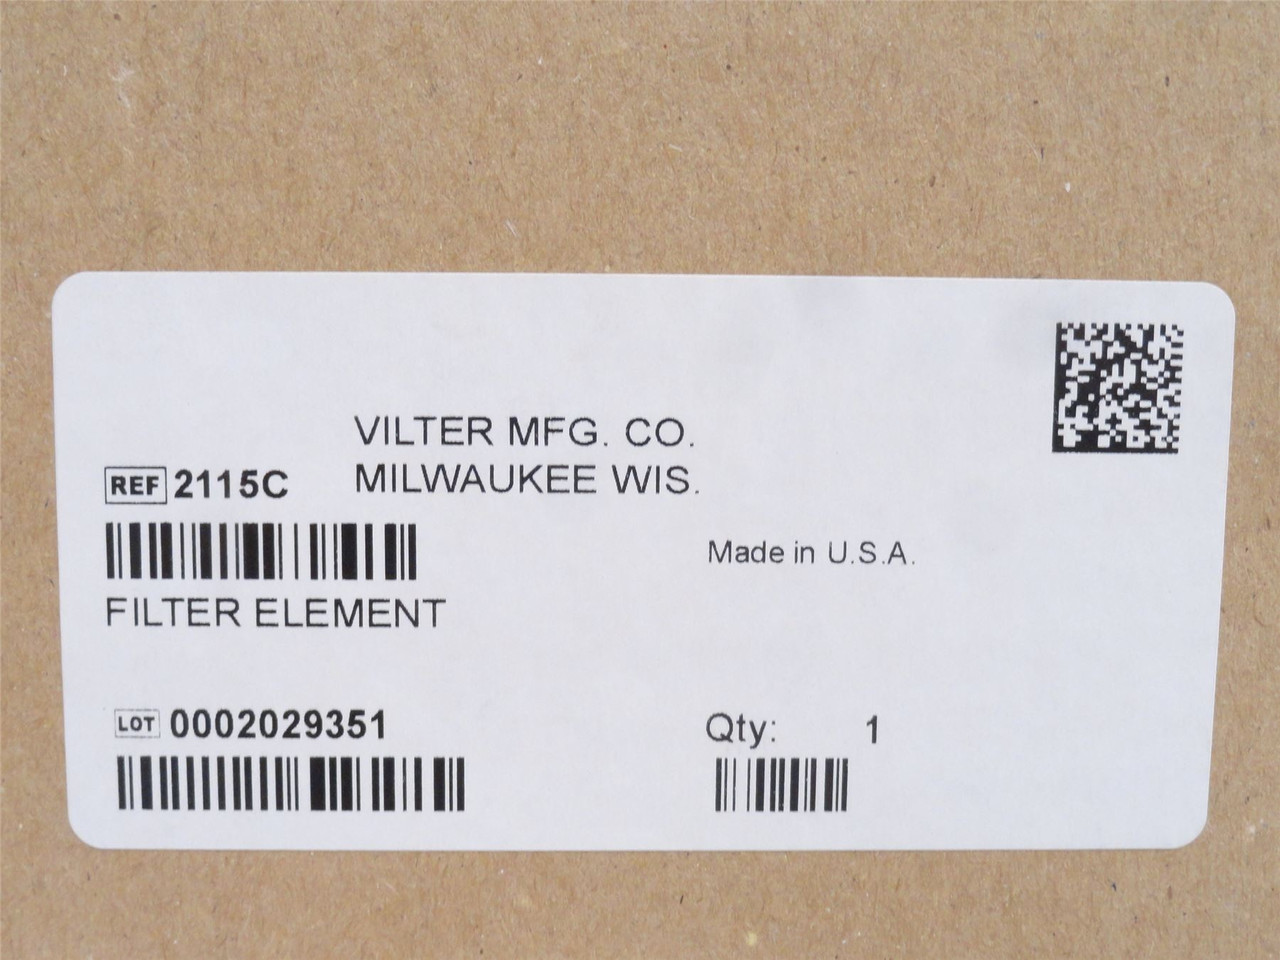 VILTER MFG. CO.
REF 2115C MILWAUKEE WIS.
Made in U.S.A.
FILTER ELEMENT
LOT 0002029351 Qty: 1